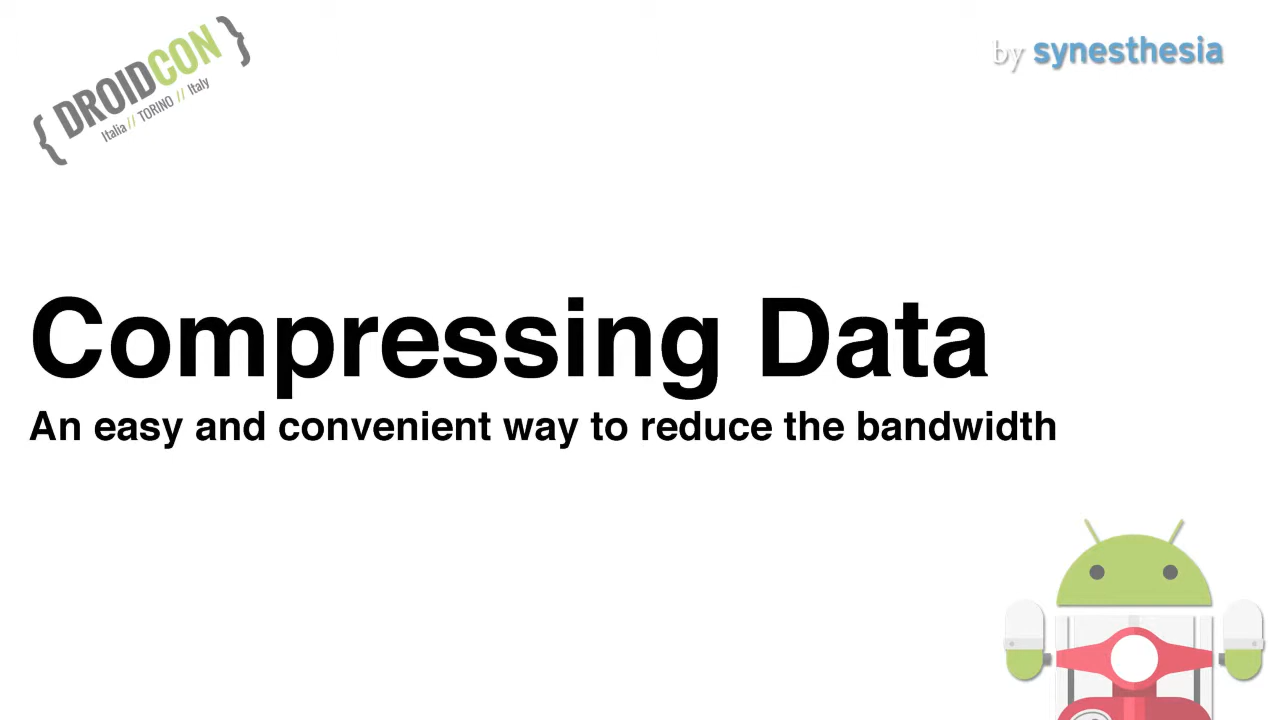 { DROIDCON }
Italia // TORINO // Italy
by synesthesia
Compressing Data
An easy and convenient way to reduce the bandwidth